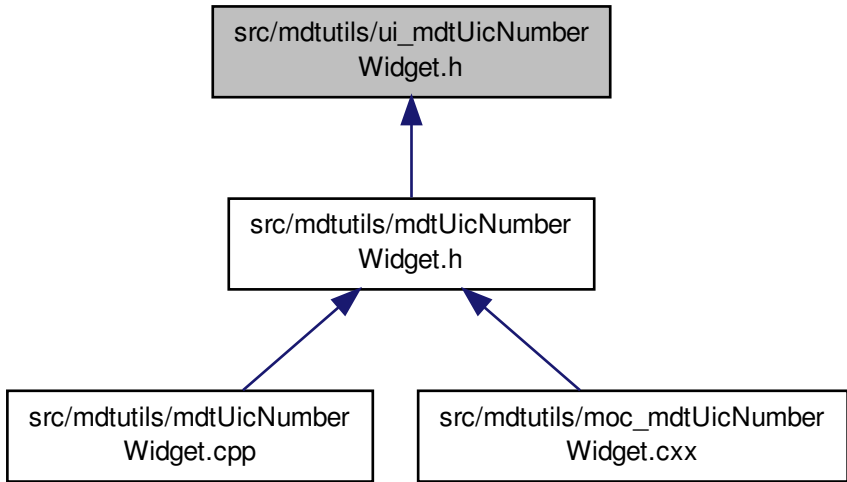 src/mdtutils/ui_mdtUicNumber
Widget.h
src/mdtutils/mdtUicNumber
Widget.h
src/mdtutils/mdtUicNumber
Widget.cpp
src/mdtutils/moc_mdtUicNumber
Widget.cxx